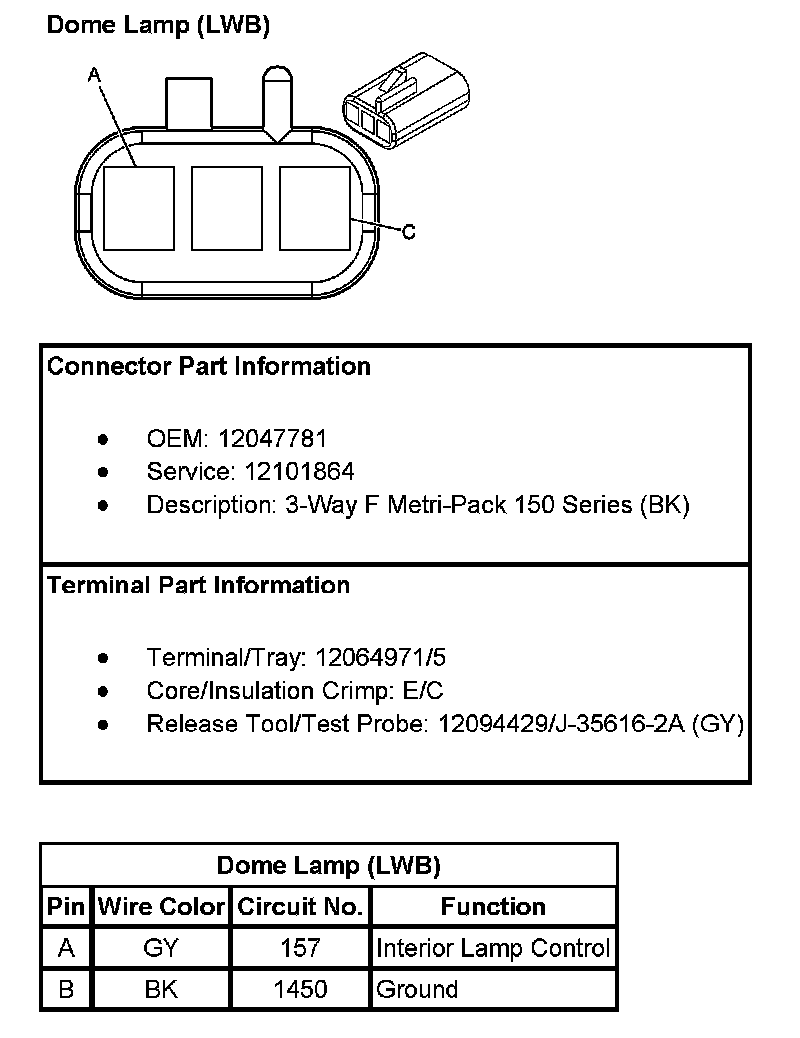 Dome Lamp (LWB)
A
C
Connector Part Information
● OEM: 12047781
● Service: 12101864
● Description: 3-Way F Metri-Pack 150 Series (BK)
Terminal Part Information
● Terminal/Tray: 12064971/5
● Core/Insulation Crimp: E/C
● Release Tool/Test Probe: 12094429/J-35616-2A (GY)
Dome Lamp (LWB)
Pin Wire Color Circuit No. Function
A GY 157 Interior Lamp Control
B BK 1450 Ground